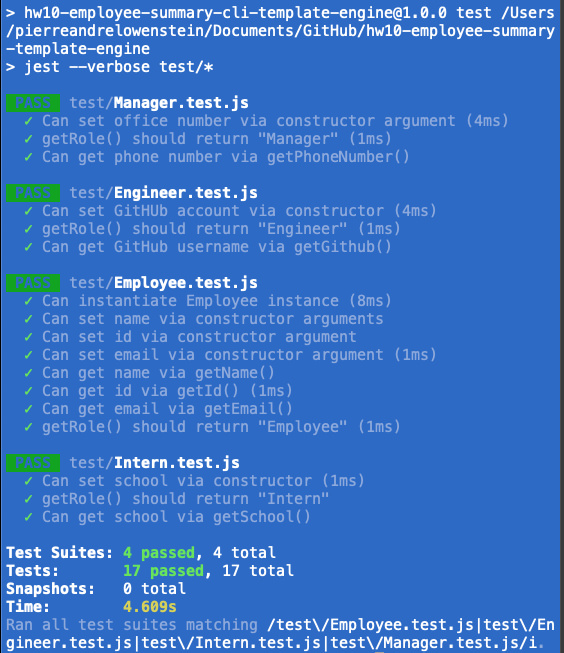 > hw10-employee-summary-cli-template-engine@1.0.0 test /Users
/pierreandrelowenstein/Documents/GitHub/hw10-employee-summary
-template-engine
> jest --verbose test/*
PASS test/Manager.test.js
✓ Can set office number via constructor argument (4ms)
✓ getRole() should return "Manager" (1ms)
✓ Can get phone number via getPhoneNumber()
PASS test/Engineer.test.js
✓ Can set GitHUb account via constructor (4ms)
✓ getRole() should return "Engineer" (1ms)
✓ Can get GitHub username via getGithub()
PASS test/Employee.test.js
✓ Can instantiate Employee instance (8ms)
✓ Can set name via constructor arguments
✓ Can set id via constructor argument
✓ Can set email via constructor argument (1ms)
✓ Can get name via getName()
✓ Can get id via getId() (1ms)
✓ Can get email via getEmail()
✓ getRole() should return "Employee" (1ms)
PASS test/Intern.test.js
✓ Can set school via constructor (1ms)
✓ getRole() should return "Intern"
✓ Can get school via getSchool()
Test Suites: 4 passed, 4 total
Tests: 17 passed, 17 total
Snapshots: 0 total
Time: 4.609s
Ran all test suites matching /test\/Employee.test.js|test\/En
gineer.test.js|test\/Intern.test.js|test\/Manager.test.js/i.